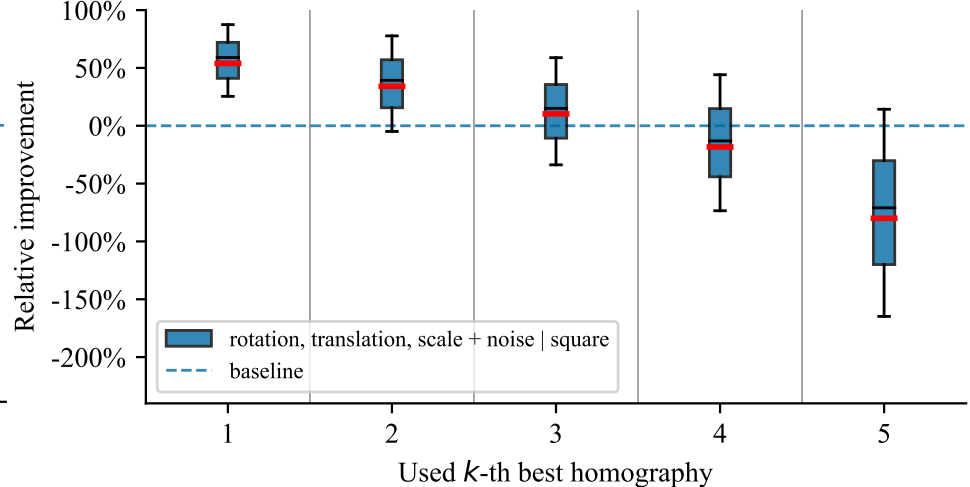 100%
50%
0%
-50%
-100%
-150%
-200%
Relative improvement
rotation, translation, scale + noise | square
baseline
1 2 3 4 5
Used k-th best homography